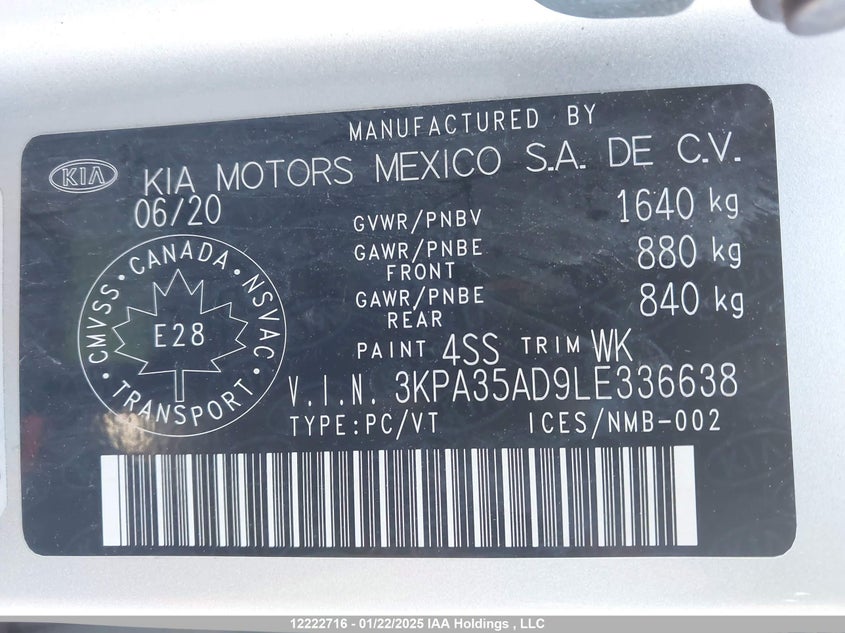 MANUFACTURED BY
KIA
KIA MOTORS MEXICO S.A. DE C.V.
06/20
GVWR/PNBV 1640 kg
GAWR/PNBE FRONT 880 kg
GAWR/PNBE REAR 840 kg
CMVSS • CANADA • NSVAC • TRANSPORT •
E28
PAINT 4SS TRIM WK
V.I.N. 3KPA35AD9LE336638
TYPE:PC/VT ICES/NMB-002
12222716 - 01/22/2025 IAA Holdings , LLC